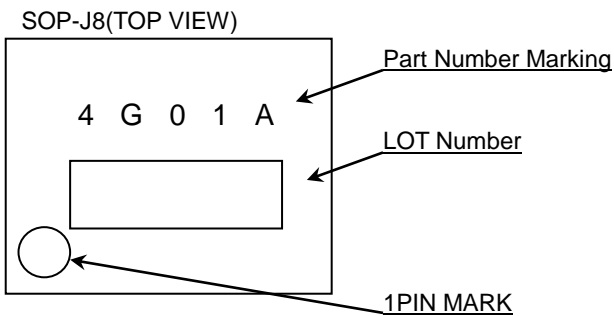 SOP-J8(TOP VIEW)
Part Number Marking
4 G 0 1 A
LOT Number
1PIN MARK